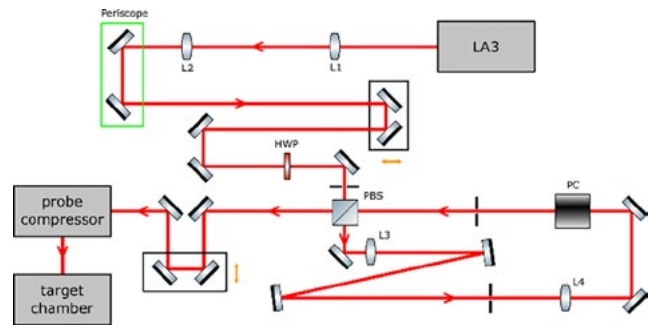 Periscope
LA3
L2
L1
HWP
PBS
PC
probe
compressor
L3
target
chamber
L4